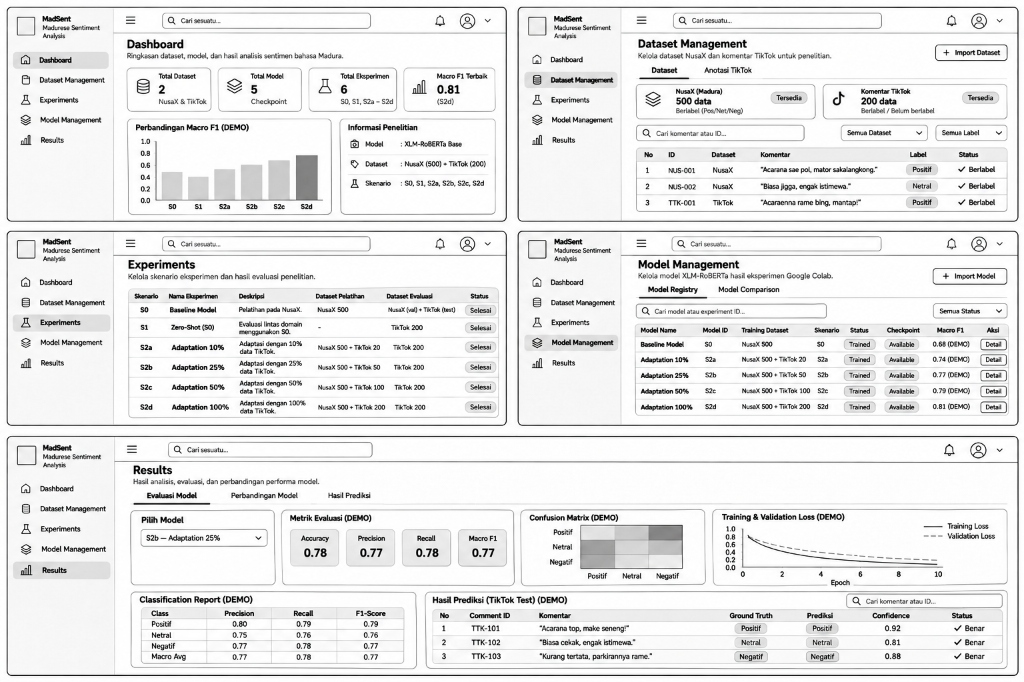 MadSent
Madurese Sentiment
Analysis
Dashboard
Dataset Management
Experiments
Model Management
Results
Cari sesuatu...
Dashboard
Ringkasan dataset, model, dan hasil analisis sentimen bahasa Madura.
Total Dataset
2
NusaX & TikTok
Total Model
5
Checkpoint
Total Eksperimen
6
S0, S1, S2a – S2d
Macro F1 Terbaik
0.81
(S2d)
Perbandingan Macro F1 (DEMO)
1.0
0.8
0.6
0.4
0.2
0.0
S0 S1 S2a S2b S2c S2d
Informasi Penelitian
Model : XLM-RoBERTa Base
Dataset : NusaX (500) + TikTok (200)
Skenario : S0, S1, S2a, S2b, S2c, S2d
MadSent
Madurese Sentiment
Analysis
Dashboard
Dataset Management
Experiments
Model Management
Results
Cari sesuatu...
Dataset Management
Kelola dataset NusaX dan komentar TikTok untuk penelitian.
+ Import Dataset
Dataset Anotasi TikTok
NusaX (Madura)
500 data
Berlabel (Pos/Net/Neg)
Tersedia
Komentar TikTok
200 data
Berlabel / Belum berlabel
Tersedia
Cari komentar atau ID...
Semua Dataset
Semua Label
No ID Dataset Komentar Label Status
1 NUS-001 NusaX "Acarana sae pol, mator sakalangkong." Positif ✓ Berlabel
2 NUS-002 NusaX "Biasa jigga, engak istimewa." Netral ✓ Berlabel
3 TTK-001 TikTok "Acaraenna rame bing, mantap!" Positif ✓ Berlabel
MadSent
Madurese Sentiment
Analysis
Dashboard
Dataset Management
Experiments
Model Management
Results
Cari sesuatu...
Experiments
Kelola skenario eksperimen dan hasil evaluasi penelitian.
Skenario Nama Eksperimen Deskripsi Dataset Pelatihan Dataset Evaluasi Status
S0 Baseline Model Pelatihan pada NusaX. NusaX 500 NusaX (val) + TikTok (test) Selesai
S1 Zero-Shot (S0) Evaluasi lintas domain menggunakan S0. - TikTok 200 Selesai
S2a Adaptation 10% Adaptasi dengan 10% data TikTok. NusaX 500 + TikTok 20 TikTok 200 Selesai
S2b Adaptation 25% Adaptasi dengan 25% data TikTok. NusaX 500 + TikTok 50 TikTok 200 Selesai
S2c Adaptation 50% Adaptasi dengan 50% data TikTok. NusaX 500 + TikTok 100 TikTok 200 Selesai
S2d Adaptation 100% Adaptasi dengan 100% data TikTok. NusaX 500 + TikTok 200 TikTok 200 Selesai
MadSent
Madurese Sentiment
Analysis
Dashboard
Dataset Management
Experiments
Model Management
Results
Cari sesuatu...
Model Management
Kelola model XLM-RoBERTa hasil eksperimen Google Colab.
+ Import Model
Model Registry Model Comparison
Cari model atau experiment ID...
Semua Status
Model Name Model ID Training Dataset Skenario Status Checkpoint Macro F1 Aksi
Baseline Model S0 NusaX 500 S0 Trained Available 0.68 (DEMO) Detail
Adaptation 10% S2a NusaX 500 + TikTok 20 S2a Trained Available 0.74 (DEMO) Detail
Adaptation 25% S2b NusaX 500 + TikTok 50 S2b Trained Available 0.77 (DEMO) Detail
Adaptation 50% S2c NusaX 500 + TikTok 100 S2c Trained Available 0.79 (DEMO) Detail
Adaptation 100% S2d NusaX 500 + TikTok 200 S2d Trained Available 0.81 (DEMO) Detail
MadSent
Madurese Sentiment
Analysis
Dashboard
Dataset Management
Experiments
Model Management
Results
Cari sesuatu...
Results
Hasil analisis, evaluasi, dan perbandingan performa model.
Evaluasi Model Perbandingan Model Hasil Prediksi
Pilih Model
S2b — Adaptation 25%
Metrik Evaluasi (DEMO)
Accuracy
0.78
Precision
0.77
Recall
0.78
Macro F1
0.77
Confusion Matrix (DEMO)
Positif
Netral
Negatif
Positif Netral Negatif
Training & Validation Loss (DEMO)
1.0
0.8
0.6
0.4
0.2
0.0
0 2 4 6 8 10
Epoch
Training Loss
Validation Loss
Classification Report (DEMO)
Class Precision Recall F1-Score
Positif 0.80 0.79 0.79
Netral 0.75 0.76 0.76
Negatif 0.77 0.78 0.77
Macro Avg 0.77 0.78 0.77
Hasil Prediksi (TikTok Test) (DEMO)
Cari komentar atau ID...
No Comment ID Komentar Ground Truth Prediksi Confidence Status
1 TTK-101 "Acarana top, make seneng!" Positif Positif 0.92 ✓ Benar
2 TTK-102 "Biasa cekak, engak istimewa." Netral Netral 0.81 ✓ Benar
3 TTK-103 "Kurang tertata, parkirannya rame." Negatif Negatif 0.88 ✓ Benar